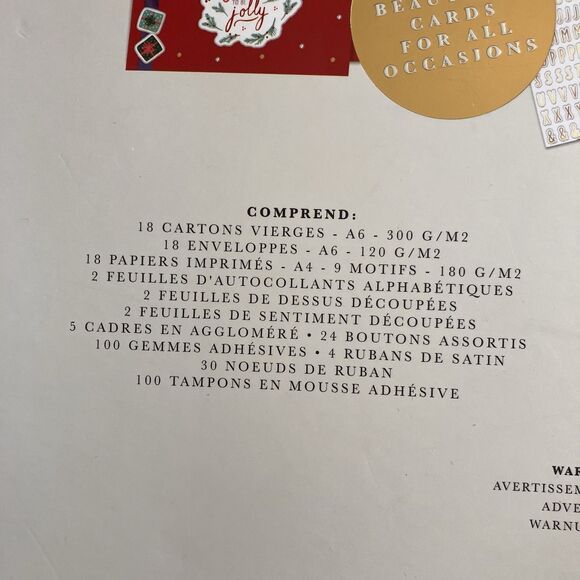 TO BE
jolly
CARDS
FOR ALL
OCCASIONS
&&&
COMPREND:
18 CARTONS VIERGES - A6 - 300 G/M2
18 ENVELOPPES - A6 - 120 G/M2
18 PAPIERS IMPRIMÉS - A4 - 9 MOTIFS - 180 G/M2
2 FEUILLES D'AUTOCOLLANTS ALPHABÉTIQUES
2 FEUILLES DE DESSUS DÉCOUPÉES
2 FEUILLES DE SENTIMENT DÉCOUPÉES
5 CADRES EN AGGLOMÉRÉ • 24 BOUTONS ASSORTIS
100 GEMMES ADHÉSIVES • 4 RUBANS DE SATIN
30 NOEUDS DE RUBAN
100 TAMPONS EN MOUSSE ADHÉSIVE